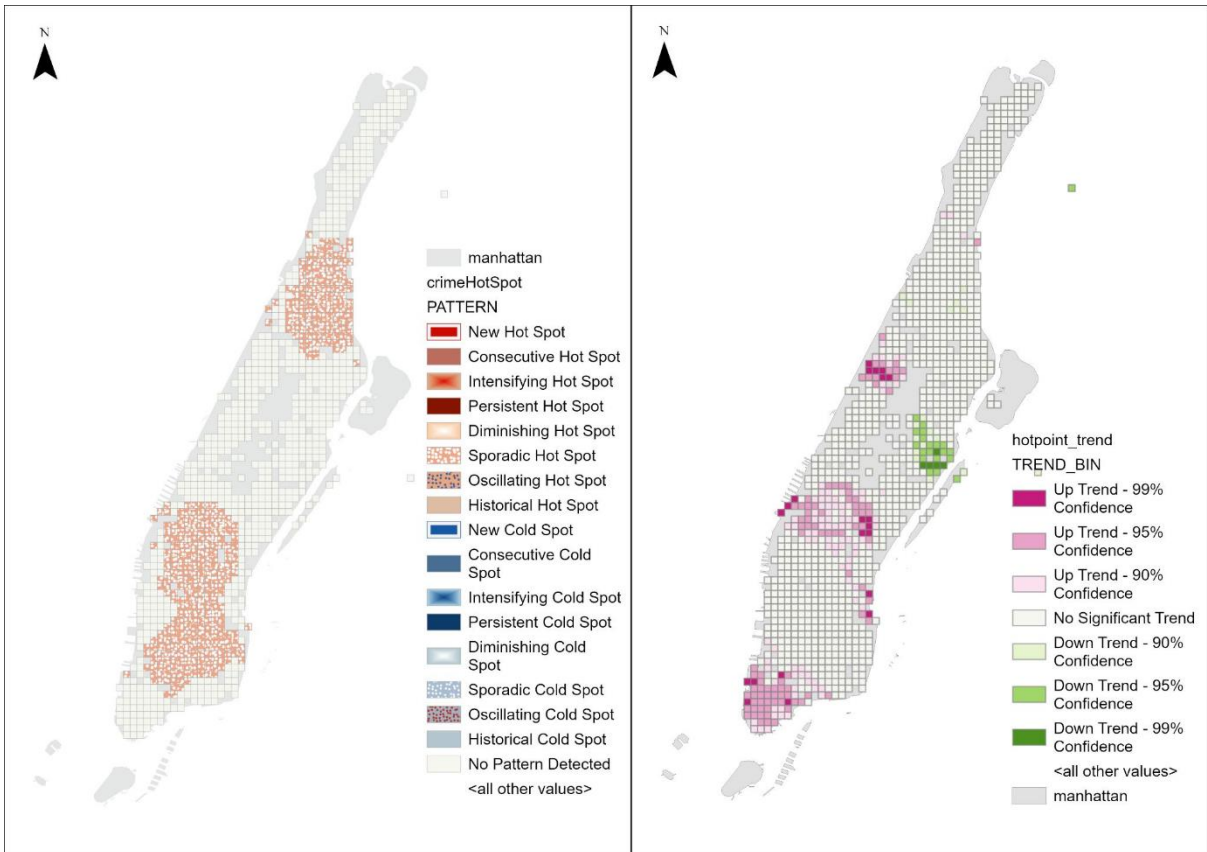 N
manhattan
crimeHotSpot
PATTERN
New Hot Spot
Consecutive Hot Spot
Intensifying Hot Spot
Persistent Hot Spot
Diminishing Hot Spot
Sporadic Hot Spot
Oscillating Hot Spot
Historical Hot Spot
New Cold Spot
Consecutive Cold
Spot
Intensifying Cold
Spot
Persistent Cold Spot
Diminishing Cold
Spot
Sporadic Cold Spot
Oscillating Cold Spot
Historical Cold Spot
No Pattern Detected
<all other values>
N
hotpoint_trend
TREND_BIN
Up Trend - 99%
Confidence
Up Trend - 95%
Confidence
Up Trend - 90%
Confidence
No Significant Trend
Down Trend - 90%
Confidence
Down Trend - 95%
Confidence
Down Trend - 99%
Confidence
<all other values>
manhattan